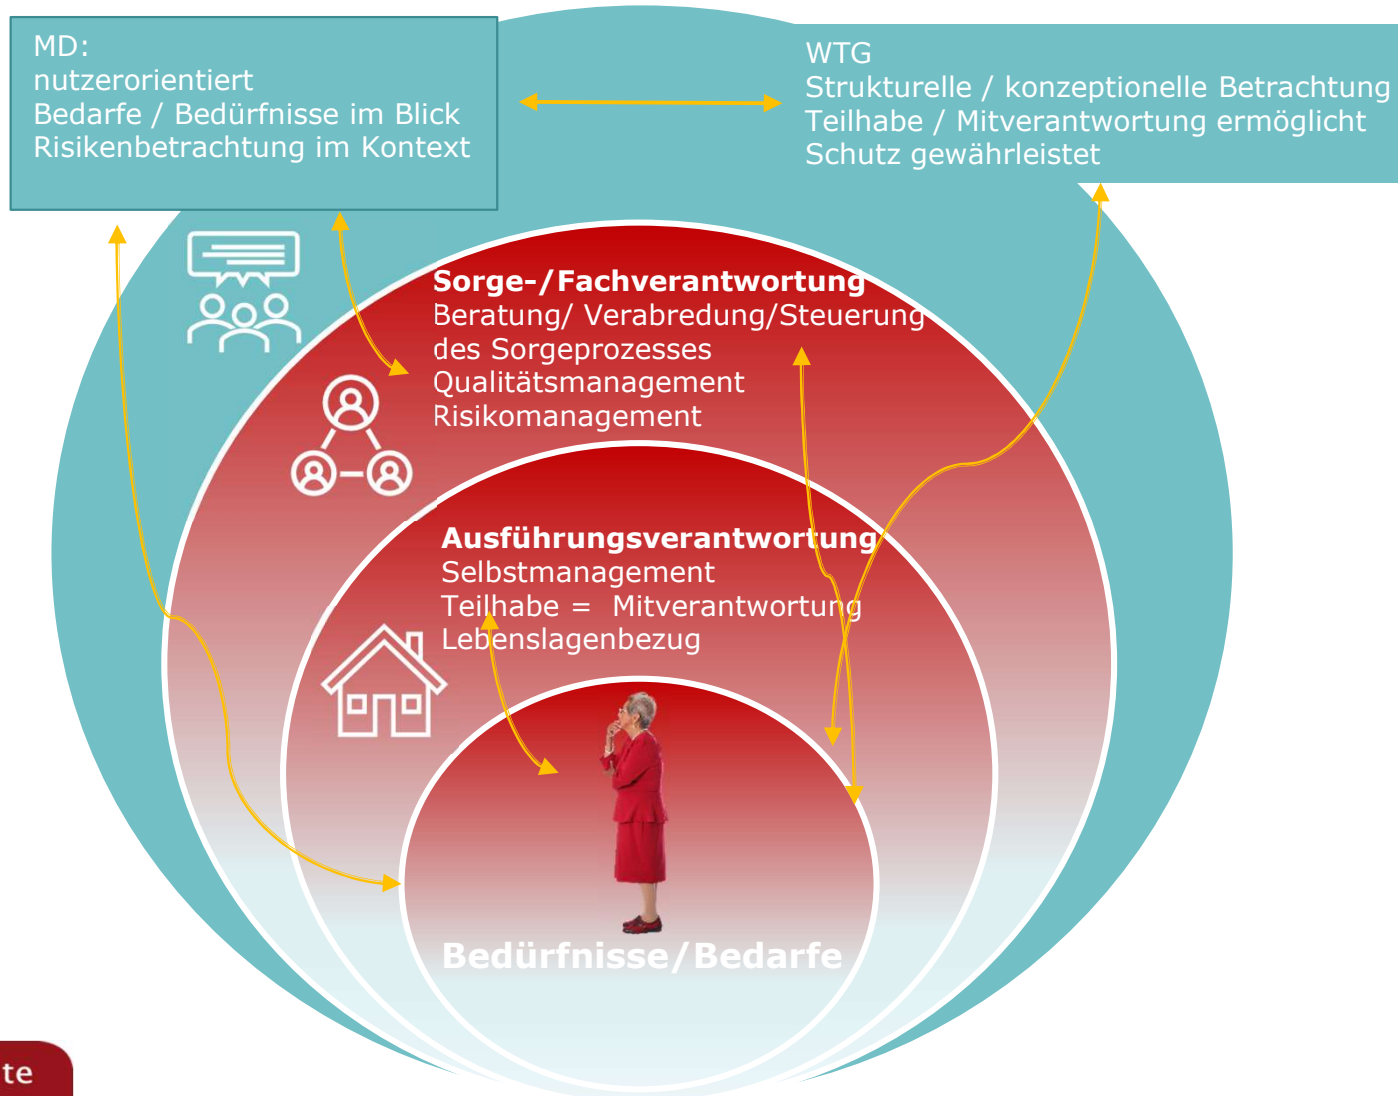 MD:
nutzerorientiert
Bedarfe / Bedürfnisse im Blick
Risikenbetrachtung im Kontext
WTG
Strukturelle / konzeptionelle Betrachtung
Teilhabe / Mitverantwortung ermöglicht
Schutz gewährleistet
Sorge-/Fachverantwortung
Beratung/ Verabredung/Steuerung
des Sorgeprozesses
Qualitätsmanagement
Risikomanagement
Ausführungsverantwortung
Selbstmanagement
Teilhabe = Mitverantwortung
Lebenslagenbezug
Bedürfnisse/Bedarfe
te